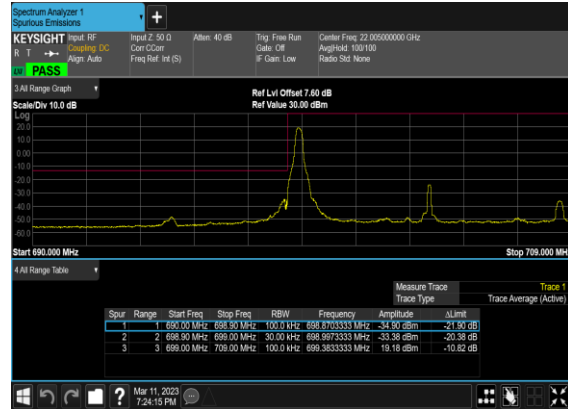 Spectrum Analyzer 1
Spurious Emissions
KEYSIGHT Input: RF Input Z: 50 Ω Atten: 40 dB Trig: Free Run Center Freq: 22.005000000 GHz
R T Coupling: DC Corr CCorr Gate: Off Avg|Hold: 100/100
Align: Auto Freq Ref: Int (S) IF Gain: Low Radio Std: None
PASS
3 All Range Graph
Ref Lvl Offset 7.60 dB
Scale/Div 10.0 dB Ref Value 30.00 dBm
Log
20.0
10.0
0.00
-10.0
-20.0
-30.0
-40.0
-50.0
-60.0
Start 690.000 MHz Stop 709.000 MH
4 All Range Table
Measure Trace Trace 1
Trace Type Trace Average (Active)
Spur Range Start Freq Stop Freq RBW Frequency Amplitude ΔLimit
1 1 690.00 MHz 698.90 MHz 100.0 kHz 698.8703333 MHz -34.90 dBm -21.90 dB
2 2 698.90 MHz 699.00 MHz 30.00 kHz 698.9973333 MHz -33.38 dBm -20.38 dB
3 3 699.00 MHz 709.00 MHz 100.0 kHz 699.3833333 MHz 19.18 dBm -10.82 dB
Mar 11, 2023
7:24:15 PM